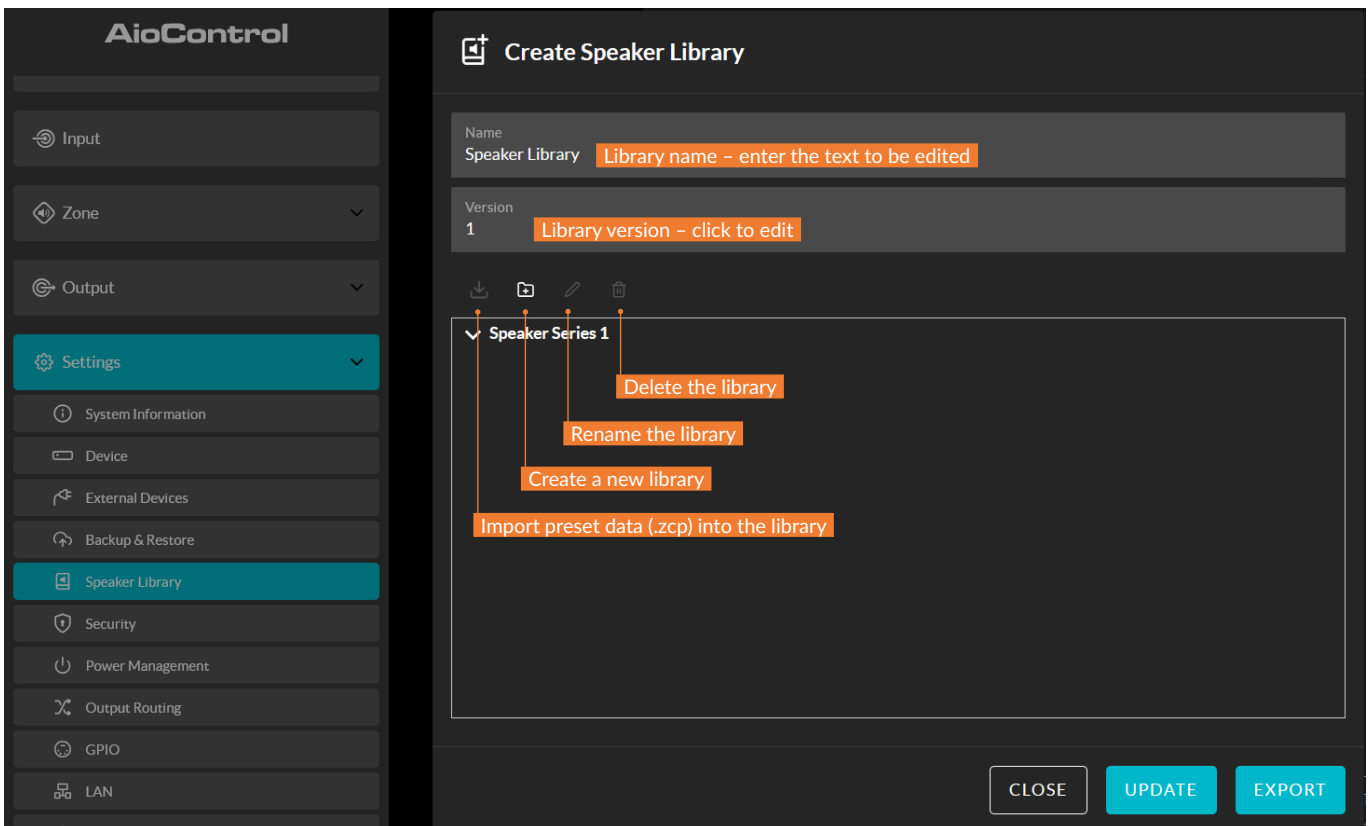 AioControl
Input
Zone
Output
Settings
System Information
Device
External Devices
Backup & Restore
Speaker Library
Security
Power Management
Output Routing
GPIO
LAN
Create Speaker Library
Name
Speaker Library
Library name – enter the text to be edited
Version
1
Library version – click to edit
Speaker Series 1
Delete the library
Rename the library
Create a new library
Import preset data (.zcp) into the library
CLOSE
UPDATE
EXPORT